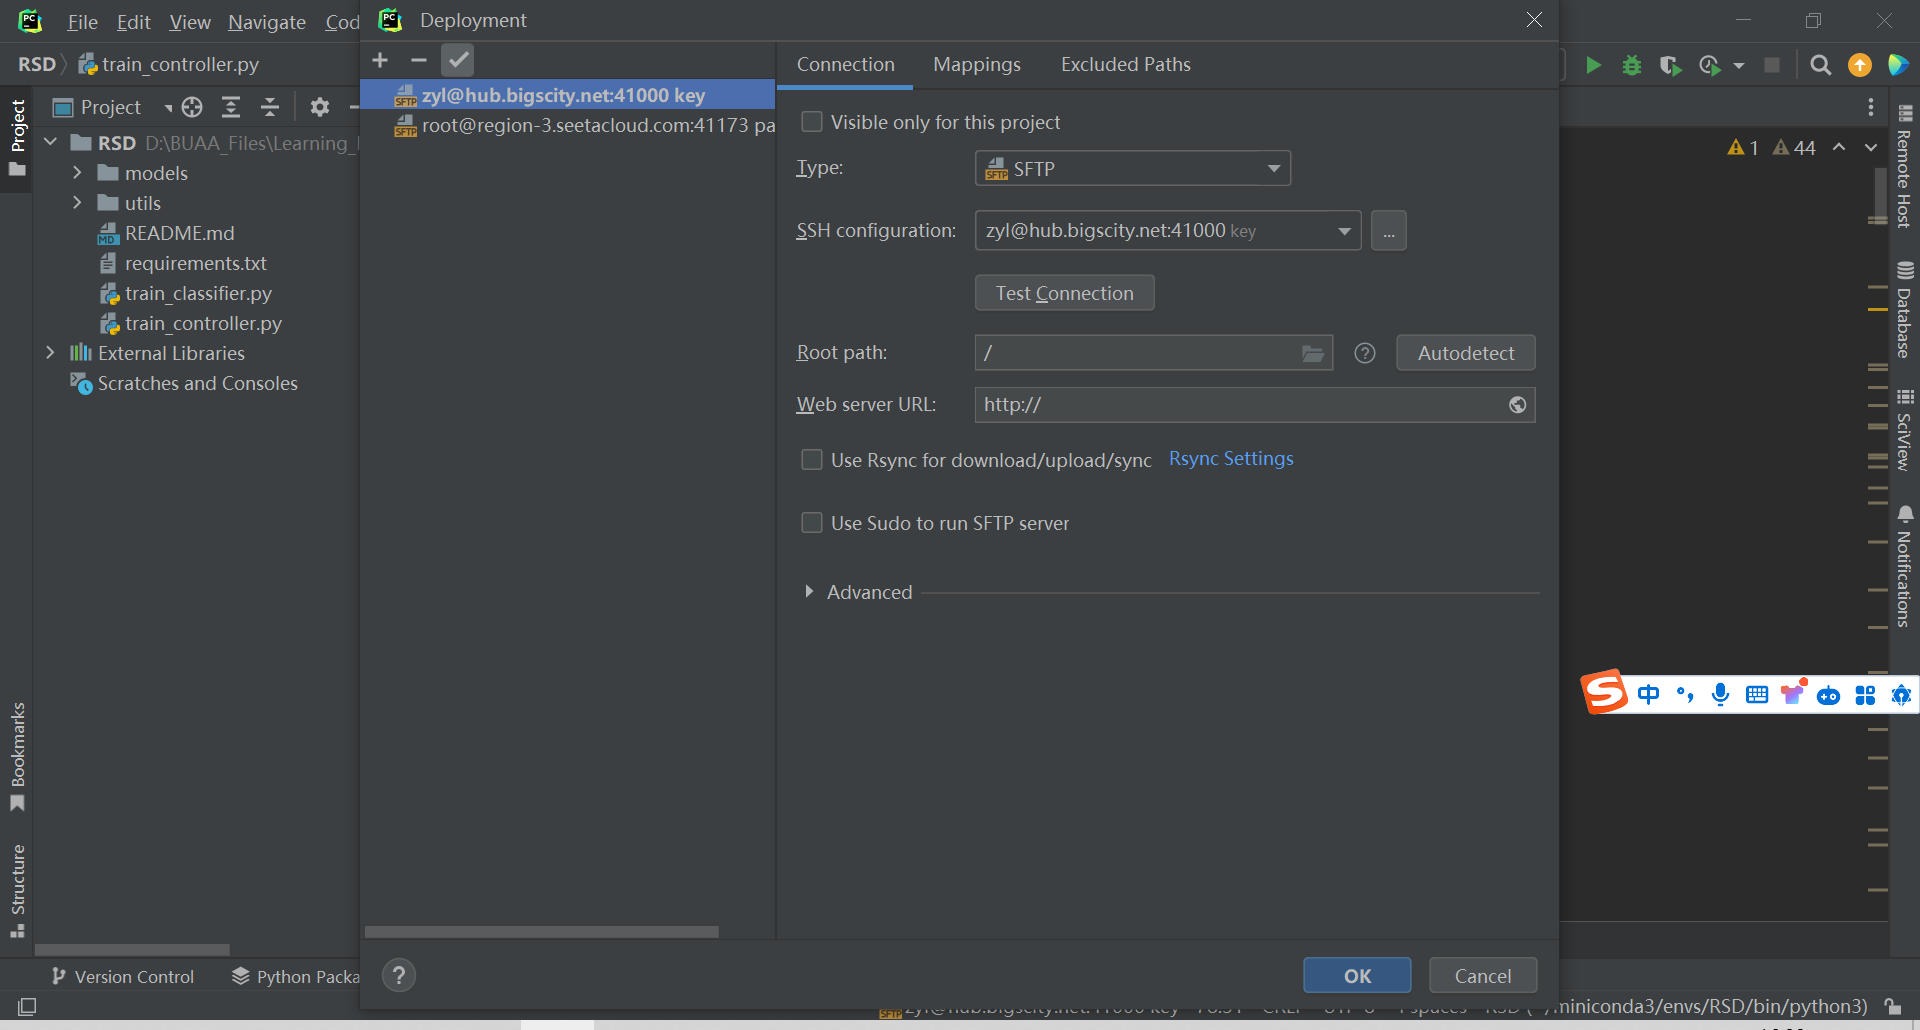 File Edit View Navigate Cod
Deployment
RSD train_controller.py
Connection Mappings Excluded Paths
Project
zyl@hub.bigscity.net:41000 key
root@region-3.seetacloud.com:41173 pa
Project
RSD D:\BUAA_Files\Learning_
models
utils
README.md
requirements.txt
train_classifier.py
train_controller.py
External Libraries
Scratches and Consoles
Bookmarks
Structure
Visible only for this project
Type: SFTP
SSH configuration: zyl@hub.bigscity.net:41000 key ...
Test Connection
Root path: / Autodetect
Web server URL: http://
Use Rsync for download/upload/sync Rsync Settings
Use Sudo to run SFTP server
Advanced
1 44
Remote Host
Database
SciView
Notifications
中
? OK Cancel
Version Control Python Packa
/miniconda3/envs/RSD/bin/python3)